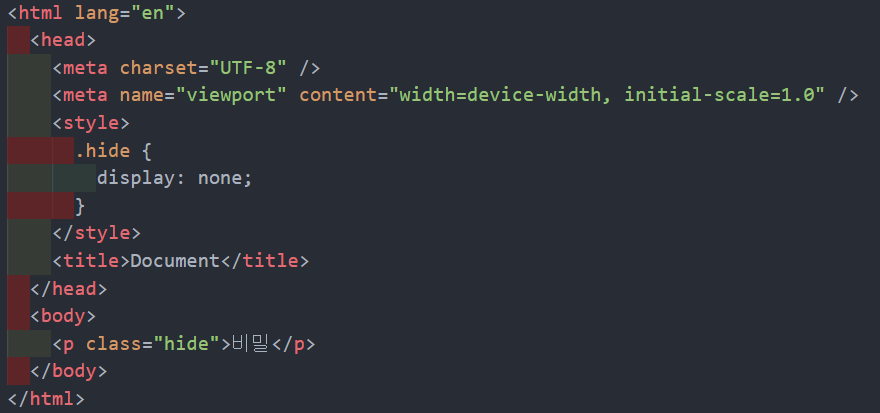 <html lang="en">
<head>
<meta charset="UTF-8" />
<meta name="viewport" content="width=device-width, initial-scale=1.0" />
<style>
.hide {
display: none;
}
</style>
<title>Document</title>
</head>
<body>
<p class="hide">비밀</p>
</body>
</html>